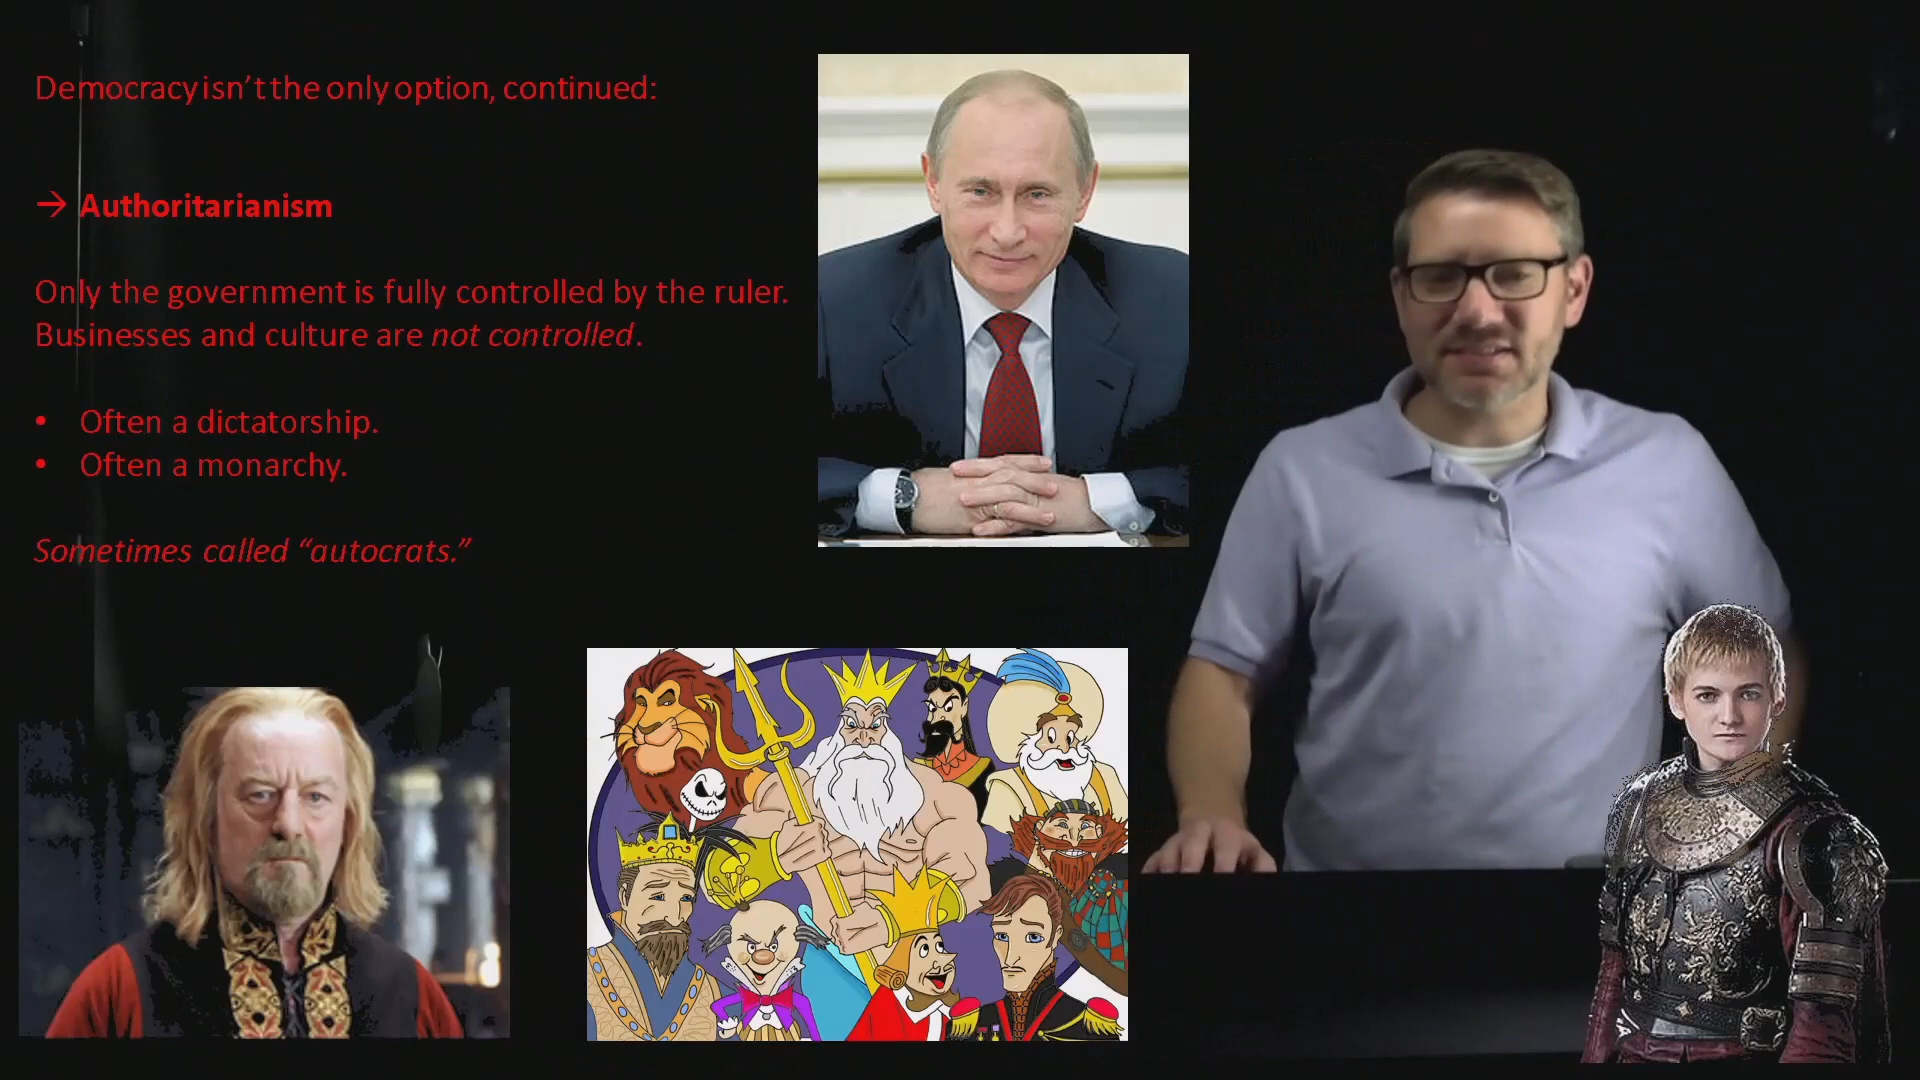 Democracy isn't the only option, continued:
→ Authoritarianism
Only the government is fully controlled by the ruler.
Businesses and culture are not controlled.
• Often a dictatorship.
• Often a monarchy.
Sometimes called “autocrats.”